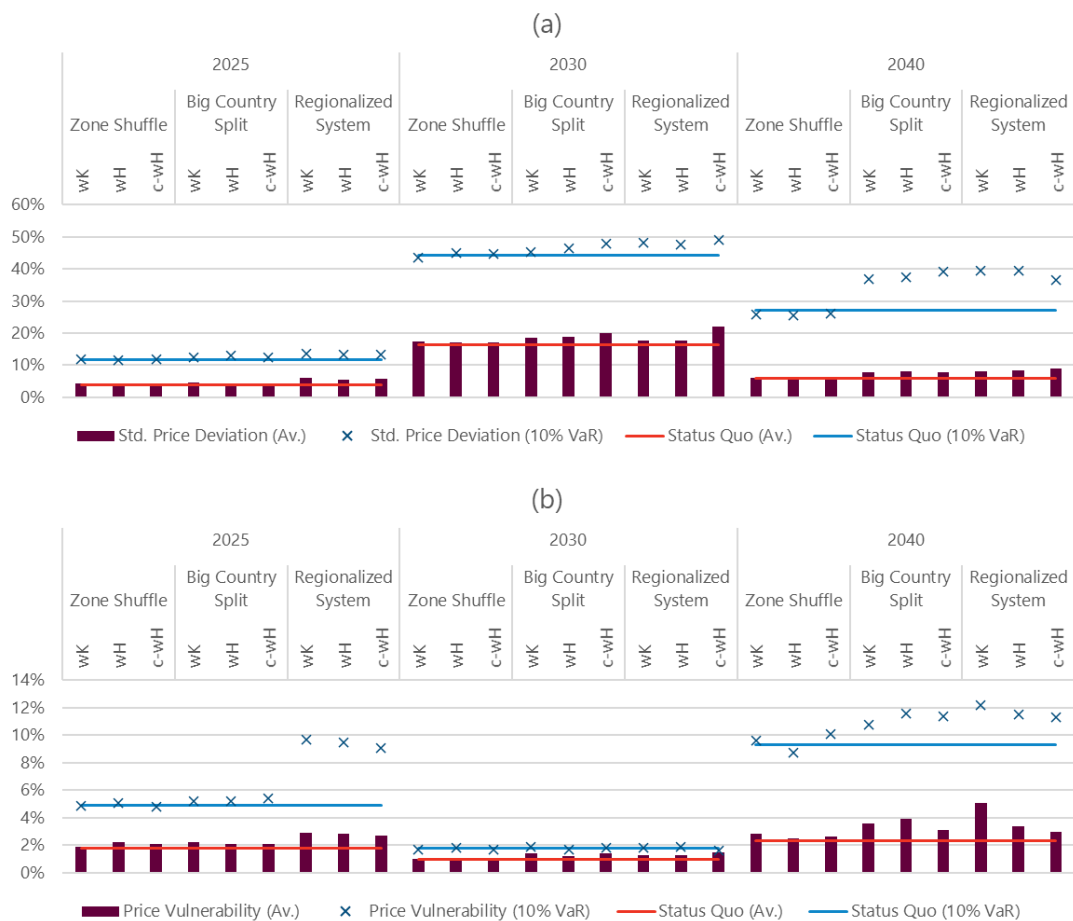 (a)
2025 2030 2040
Zone Shuffle Big Country Split Regionalized System Zone Shuffle Big Country Split Regionalized System Zone Shuffle Big Country Split Regionalized System
wK wH c-wH wK wH c-wH wK wH c-wH wK wH c-wH wK wH c-wH wK wH c-wH wK wH c-wH wK wH c-wH wK wH c-wH
60%
50%
40%
30%
20%
10%
0%
Std. Price Deviation (Av.) Std. Price Deviation (10% VaR) Status Quo (Av.) Status Quo (10% VaR)
(b)
2025 2030 2040
Zone Shuffle Big Country Split Regionalized System Zone Shuffle Big Country Split Regionalized System Zone Shuffle Big Country Split Regionalized System
wK wH c-wH wK wH c-wH wK wH c-wH wK wH c-wH wK wH c-wH wK wH c-wH wK wH c-wH wK wH c-wH wK wH c-wH
14%
12%
10%
8%
6%
4%
2%
0%
Price Vulnerability (Av.) Price Vulnerability (10% VaR) Status Quo (Av.) Status Quo (10% VaR)